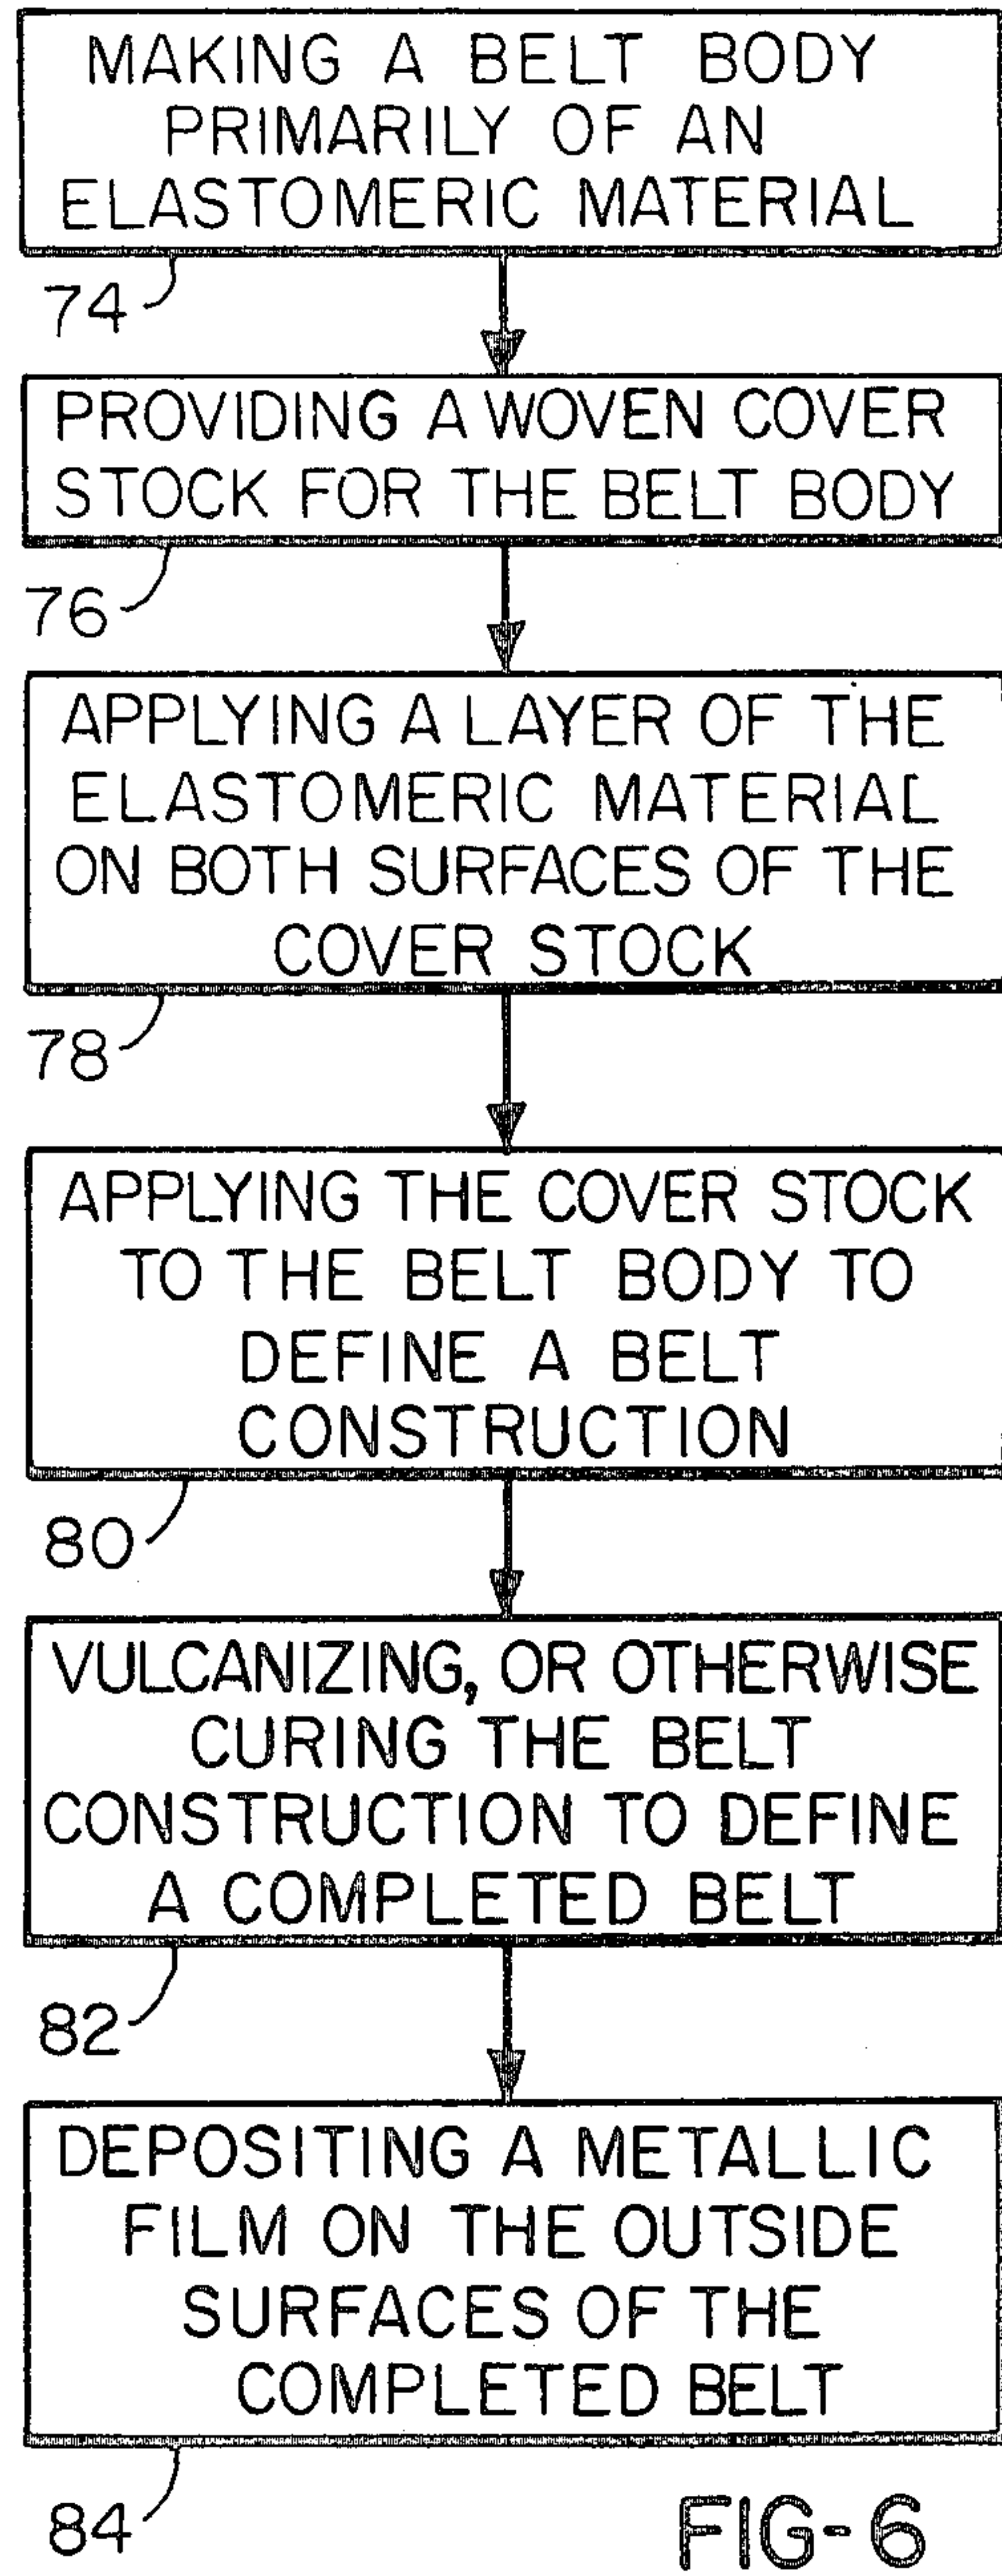 MAKING A BELT BODY
PRIMARILY OF AN
ELASTOMERIC MATERIAL
74
PROVIDING A WOVEN COVER
STOCK FOR THE BELT BODY
76
APPLYING A LAYER OF THE
ELASTOMERIC MATERIAL
ON BOTH SURFACES OF THE
COVER STOCK
78
APPLYING THE COVER STOCK
TO THE BELT BODY TO
DEFINE A BELT
CONSTRUCTION
80
VULCANIZING, OR OTHERWISE
CURING THE BELT
CONSTRUCTION TO DEFINE
A COMPLETED BELT
82
DEPOSITING A METALLIC
FILM ON THE OUTSIDE
SURFACES OF THE
COMPLETED BELT
84
FIG-6